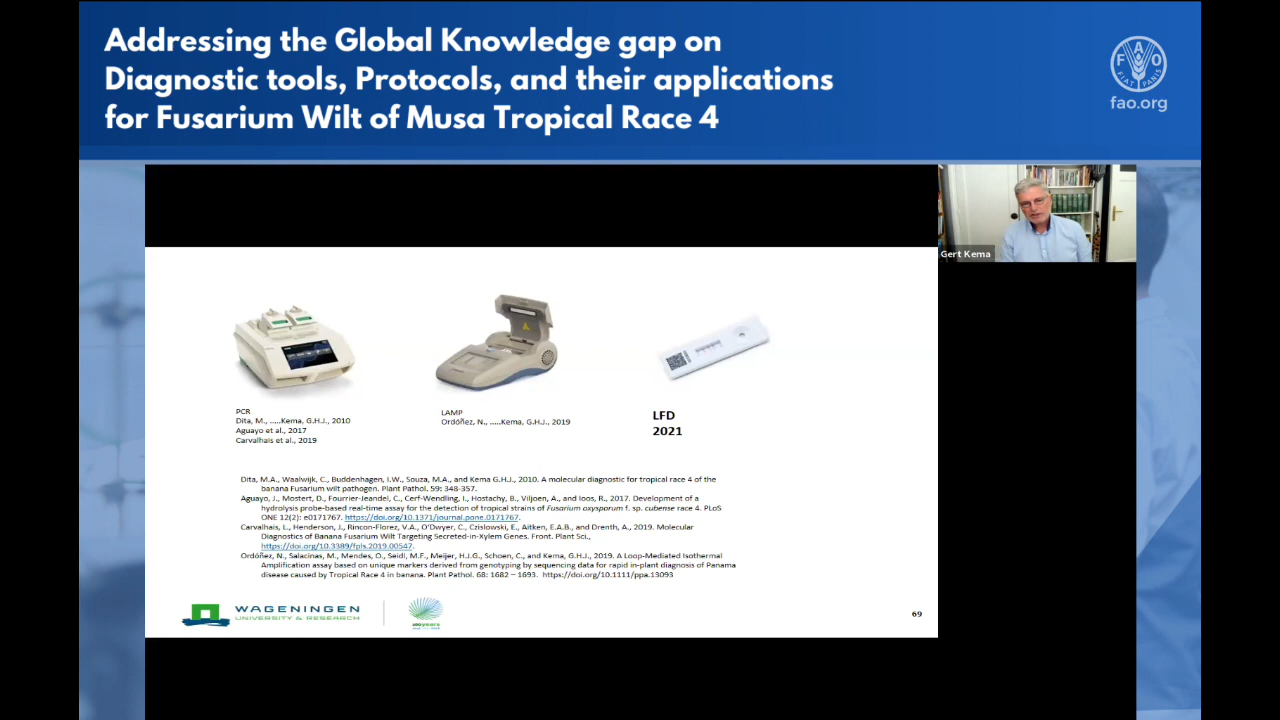 Addressing the Global Knowledge gap on
Diagnostic tools, Protocols, and their applications
for Fusarium Wilt of Musa Tropical Race 4
FAO
FIAT PANIS
fao.org
Gert Kema
PCR
Dita, M., .....Kema, G.H.J., 2010
Aguayo et al., 2017
Carvalhais et al., 2019
LAMP
Ordóñez, N., .....Kema, G.H.J., 2019
LFD
2021
Dita, M.A., Waalwijk, C., Buddenhagen, I.W., Souza, M.A., and Kema G.H.J., 2010. A molecular diagnostic for tropical race 4 of the
banana Fusarium wilt pathogen. Plant Pathol. 59: 348-357.
Aguayo, J., Mostert, D., Fourrier-Jeandel, C., Cerf-Wendling, I., Hostachy, B., Viljoen, A., and Ioos, R., 2017. Development of a
hydrolysis probe-based real-time assay for the detection of tropical strains of Fusarium oxysporum f. sp. cubense race 4. PLoS
ONE 12(2): e0171767. https://doi.org/10.1371/journal.pone.0171767.
Carvalhais, L., Henderson, J., Rincon-Florez, V.A., O'Dwyer, C., Czislowski, E., Aitken, E.A.B., and Drenth, A., 2019. Molecular
Diagnostics of Banana Fusarium Wilt Targeting Secreted-in-Xylem Genes. Front. Plant Sci.,
https://doi.org/10.3389/fpls.2019.00547.
Ordóñez, N., Salacinas, M., Mendes, O., Seidl, M.F., Meijer, H.J.G., Schoen, C., and Kema, G.H.J., 2019. A Loop-Mediated Isothermal
Amplification assay based on unique markers derived from genotyping by sequencing data for rapid in-plant diagnosis of Panama
disease caused by Tropical Race 4 in banana. Plant Pathol. 68: 1682 – 1693. https://doi.org/10.1111/ppa.13093
WAGENINGEN
UNIVERSITY & RESEARCH
100years
69